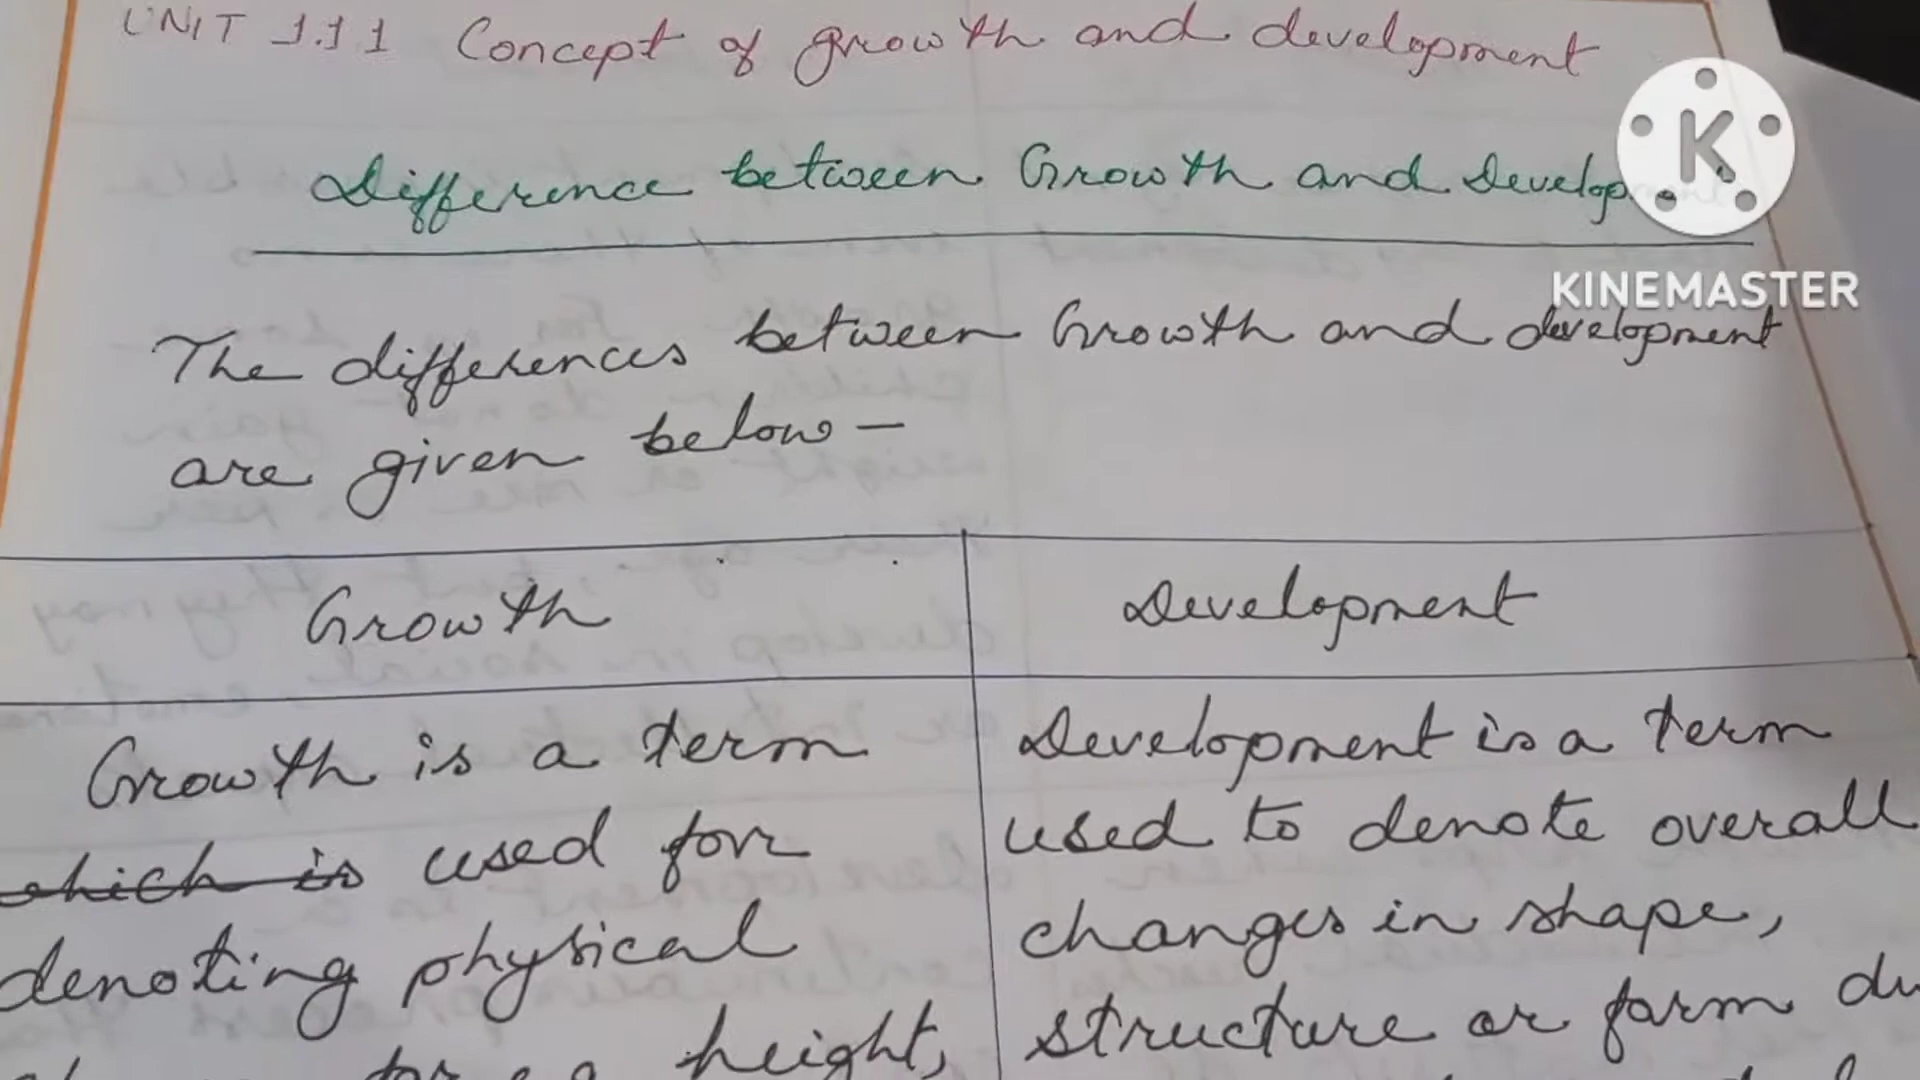 UNIT 1.1 1 Concept of growth and development
Difference between Growth and Develop
KINEMASTER
The differences between Growth and development
are given below —
Growth
Development
Growth is a term
which is used for
denoting physical
height,
Development is a term
used to denote overall
changes in shape,
structure or form du